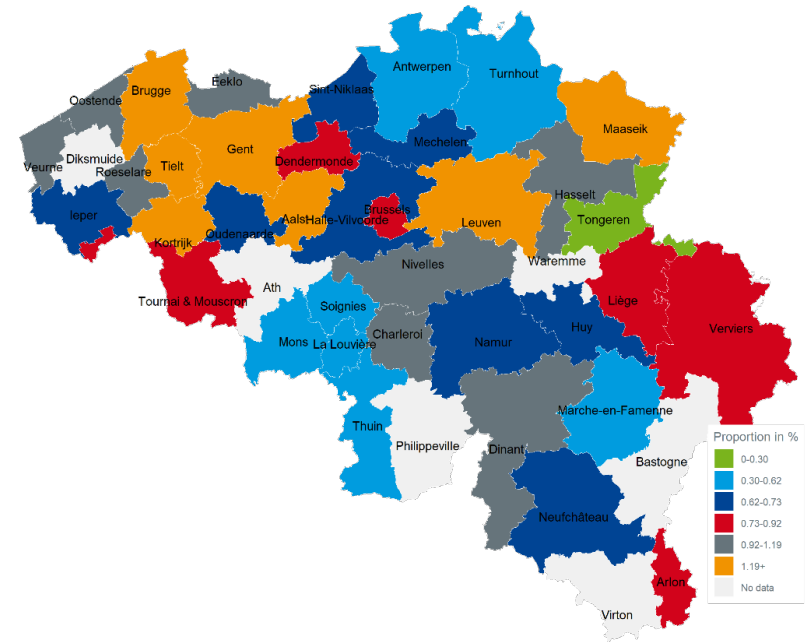 Antwerpen
Turnhout
Eeklo
Sint-Niklaas
Brugge
Oostende
Maaseik
Mechelen
Gent
Diksmuide
Dendermonde
Veurne
Tielt
Roeselare
Hasselt
Ieper
Brussels
Aalst
Halle-Vilvoorde
Leuven
Tongeren
Oudenaarde
Kortrijk
Waremme
Nivelles
Ath
Tournai & Mouscron
Liège
Soignies
Verviers
Charleroi
Huy
Mons
La Louvière
Namur
Marche-en-Famenne
Thuin
Philippeville
Dinant
Bastogne
Neufchâteau
Arlon
Virton
Proportion in %
0-0.30
0.30-0.62
0.62-0.73
0.73-0.92
0.92-1.19
1.19+
No data